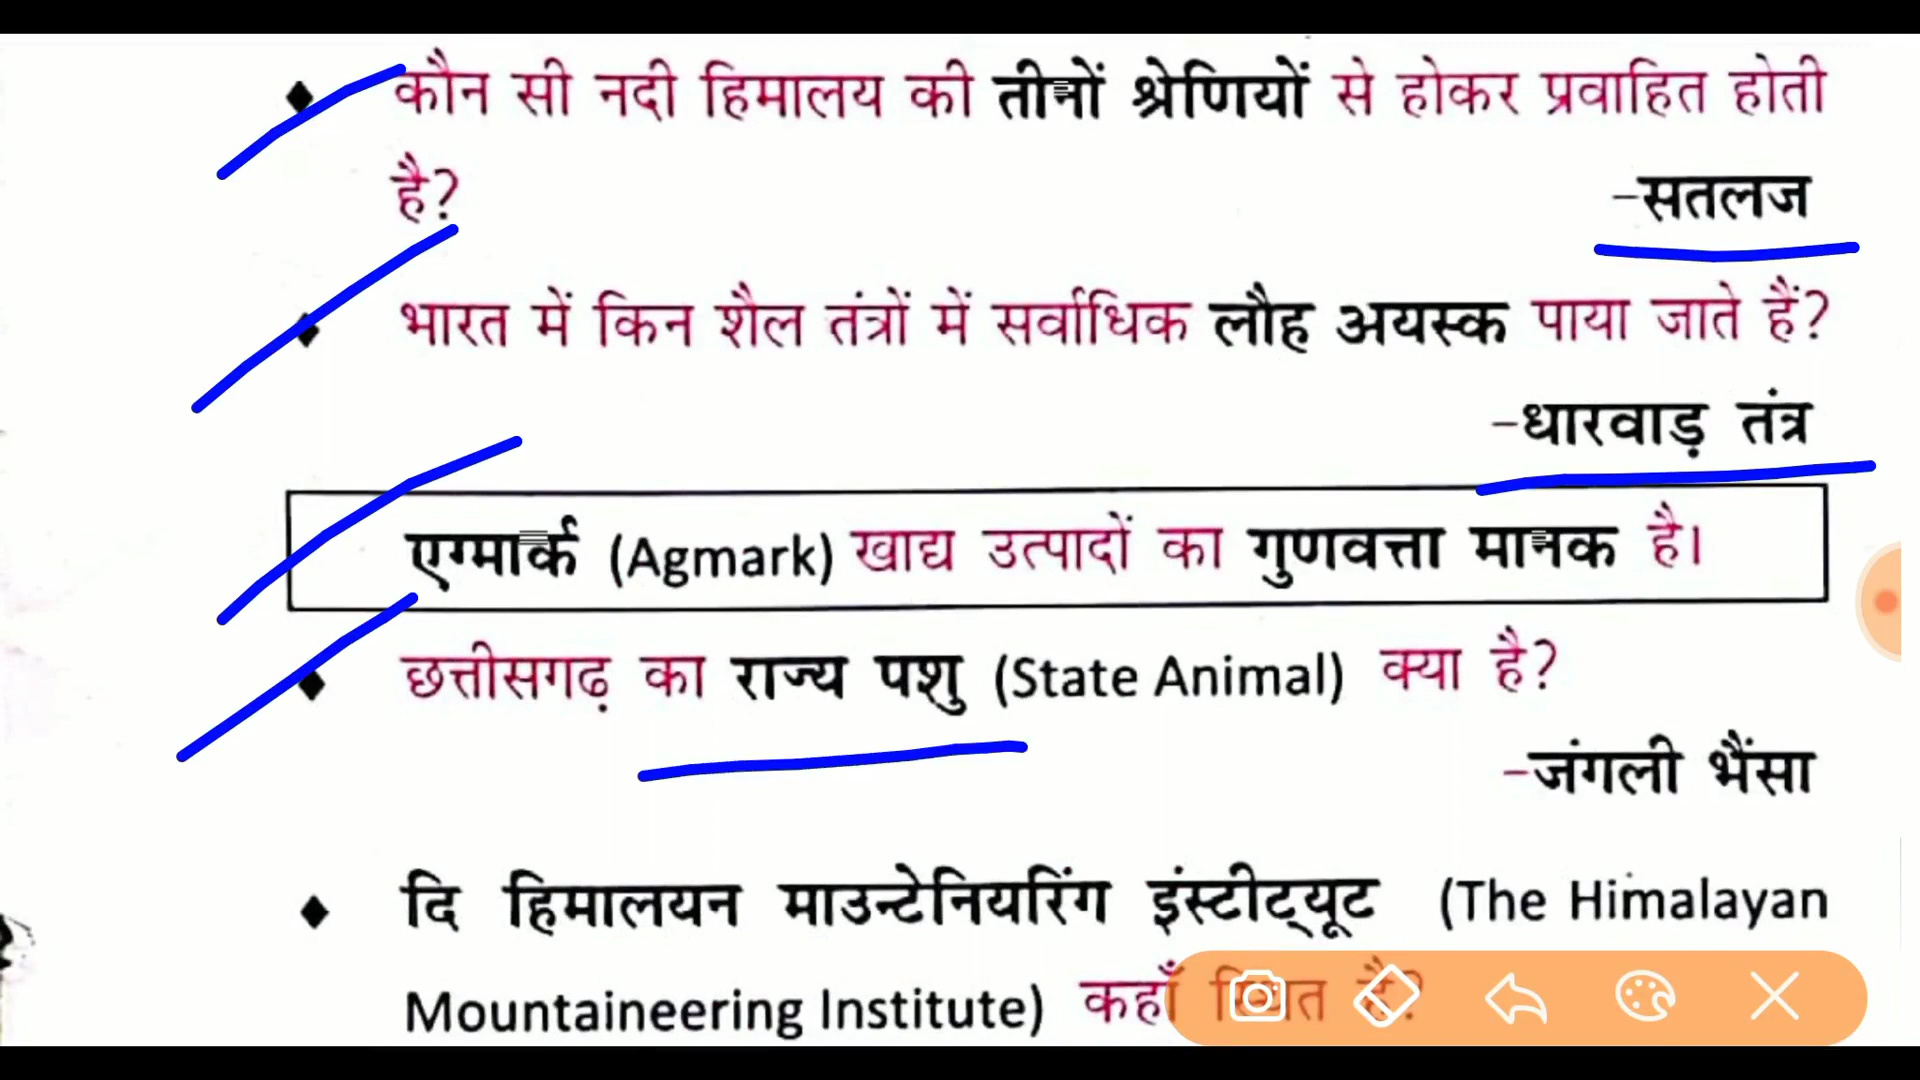 कौन सी नदी हिमालय की तीनों श्रेणियों से होकर प्रवाहित होती
है? -सतलज
भारत में किन शैल तंत्रों में सर्वाधिक लौह अयस्क पाया जाते हैं?
-धारवाड़ तंत्र
एग्मार्क (Agmark) खाद्य उत्पादों का गुणवत्ता मानक है।
छत्तीसगढ़ का राज्य पशु (State Animal) क्या है?
-जंगली भैंसा
दि हिमालयन माउन्टेनियरिंग इंस्टीट्यूट (The Himalayan
Mountaineering Institute) कहाँ स्थित है?